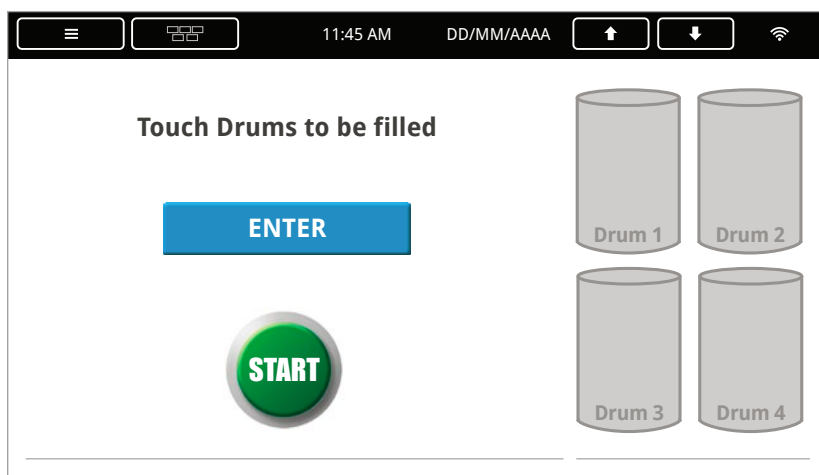 11:45 AM DD/MM/AAAA
Touch Drums to be filled
ENTER
START
Drum 1 Drum 2
Drum 3 Drum 4